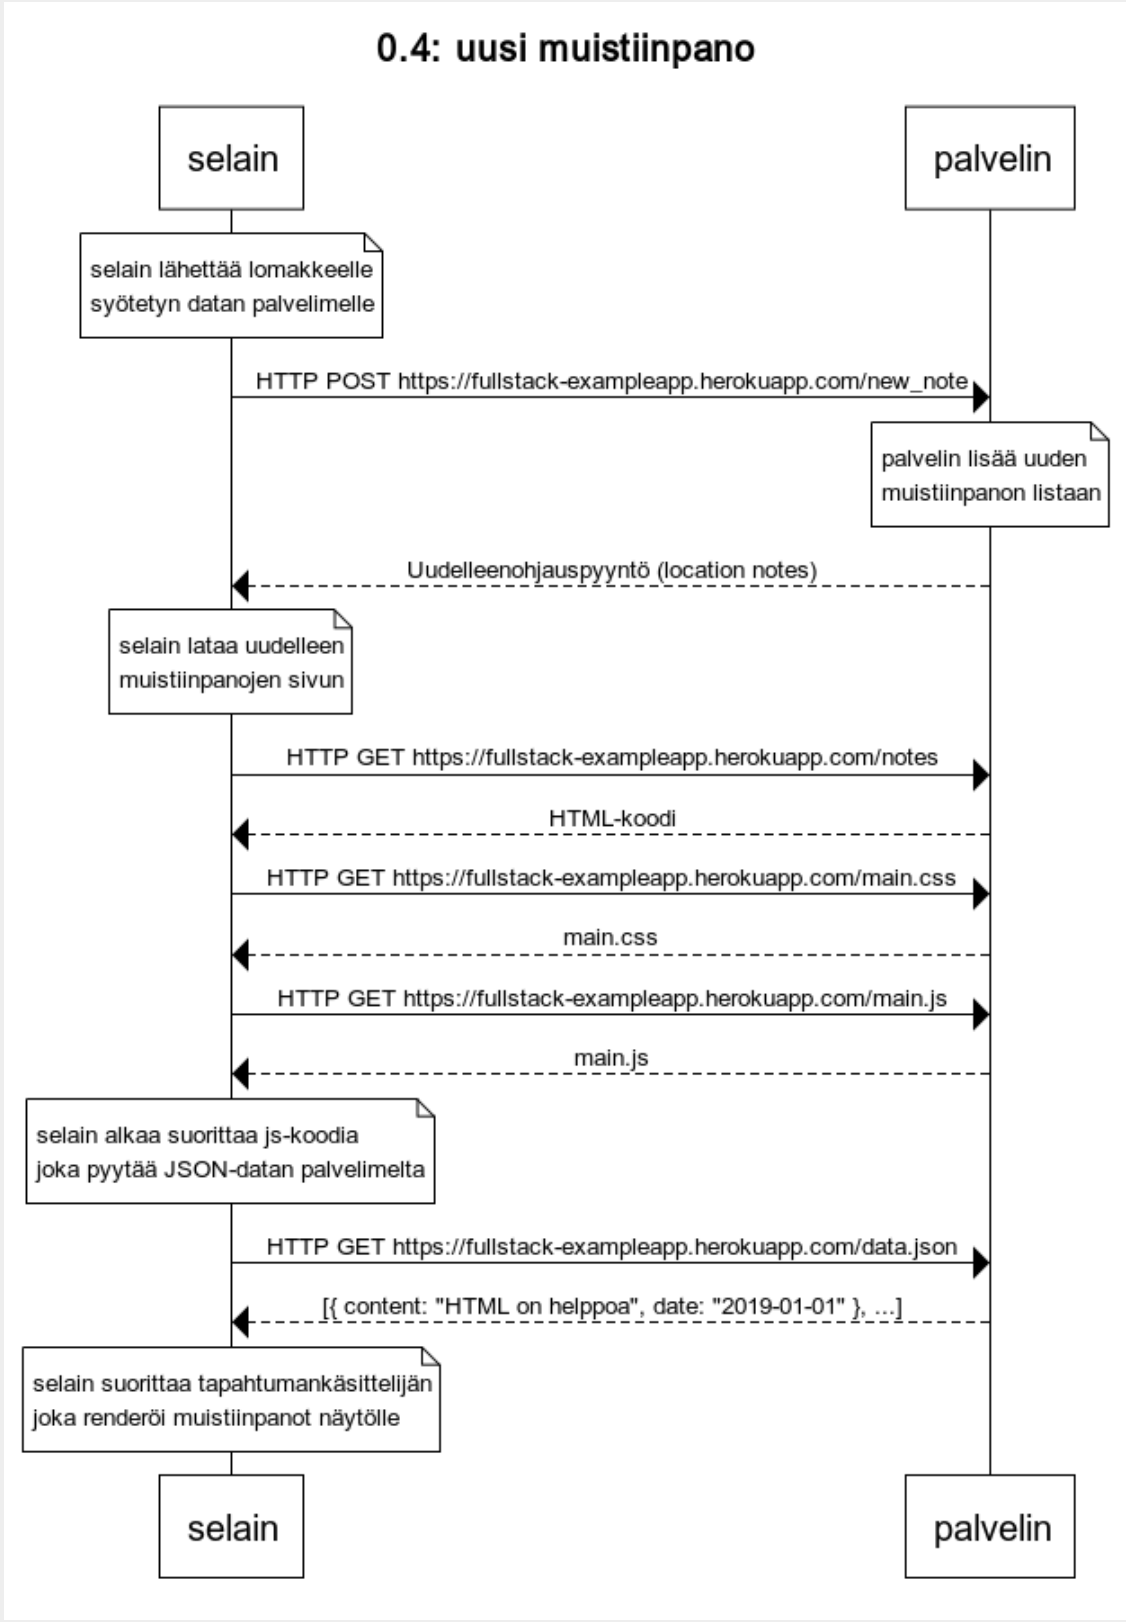 0.4: uusi muistiinpano
selain
palvelin
selain lähettää lomakkeelle
syötetyn datan palvelimelle
HTTP POST https://fullstack-exampleapp.herokuapp.com/new_note
palvelin lisää uuden
muistiinpanon listaan
Uudelleenohjauspyyntö (location notes)
selain lataa uudelleen
muistiinpanojen sivun
HTTP GET https://fullstack-exampleapp.herokuapp.com/notes
HTML-koodi
HTTP GET https://fullstack-exampleapp.herokuapp.com/main.css
main.css
HTTP GET https://fullstack-exampleapp.herokuapp.com/main.js
main.js
selain alkaa suorittaa js-koodia
joka pyytää JSON-datan palvelimelta
HTTP GET https://fullstack-exampleapp.herokuapp.com/data.json
[{ content: "HTML on helppoa", date: "2019-01-01" }, ...]
selain suorittaa tapahtumankäsittelijän
joka renderöi muistiinpanot näytölle
selain
palvelin